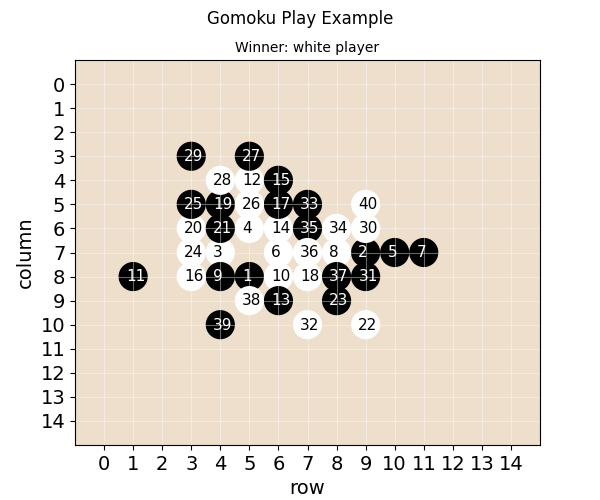 Gomoku Play Example
Winner: white player
0
1
2
3 29 27
4 28 12 15
5 25 19 26 17 33 40
6 20 21 4 14 35 34 30
7 24 3 6 36 8 2 5 7
8 11 16 9 1 10 18 37 31
9 38 13 23
10 39 32 22
11
12
13
14
column
0 1 2 3 4 5 6 7 8 9 10 11 12 13 14
row